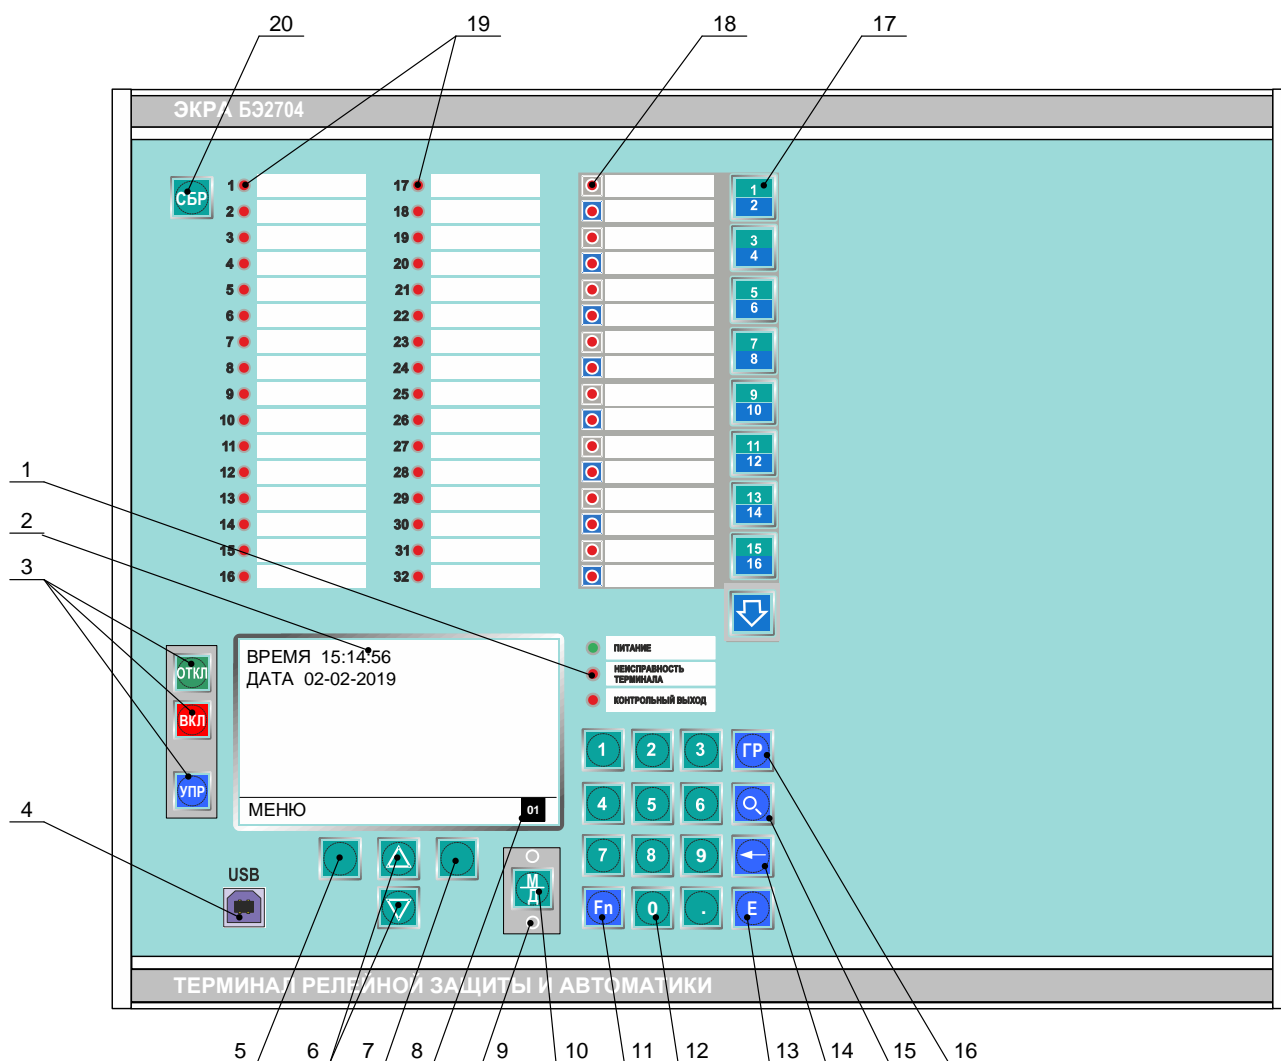 20 19 18 17
ЭКРА БЭ2704
СБР
1 17
2 18
3 19
4 20
5 21
6 22
7 23
8 24
9 25
10 26
11 27
12 28
13 29
14 30
15 31
16 32
1
2
3
4
5
6
7
8
9
10
11
12
13
14
15
16
1
2
3
4
ПИТАНИЕ
НЕИСПРАВНОСТЬ
ТЕРМИНАЛА
КОНТРОЛЬНЫЙ ВЫХОД
ОТКЛ
ВКЛ
УПР
ВРЕМЯ 15:14:56
ДАТА 02-02-2019
МЕНЮ 01
USB
М
Д
1 2 3 ГР
4 5 6
7 8 9
Fn 0 . E
ТЕРМИНАЛ РЕЛЕЙНОЙ ЗАЩИТЫ И АВТОМАТИКИ
5 6 7 8 9 10 11 12 13 14 15 16